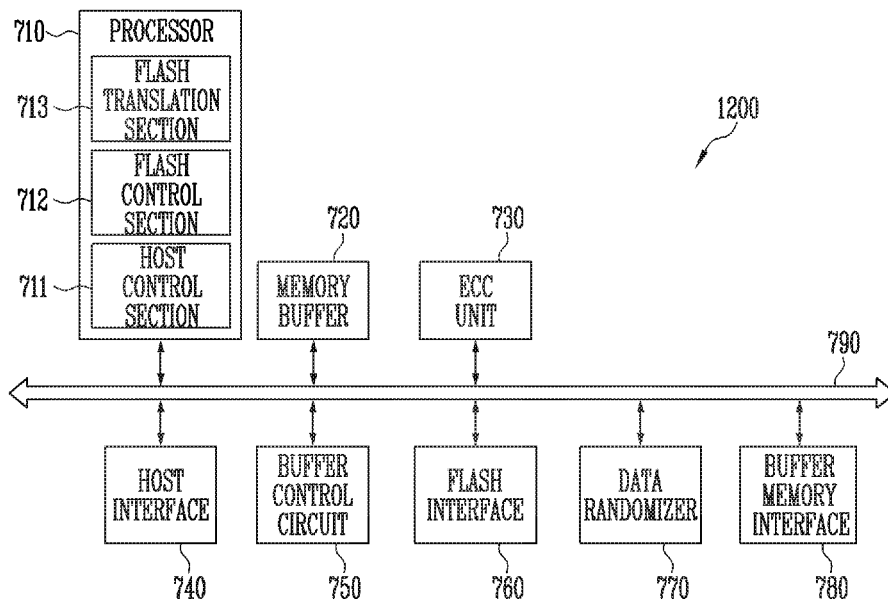 710
PROCESSOR
713
FLASH
TRANSLATION
SECTION
712
FLASH
CONTROL
SECTION
711
HOST
CONTROL
SECTION
1200
720
MEMORY
BUFFER
730
ECC
UNIT
790
HOST
INTERFACE
740
BUFFER
CONTROL
CIRCUIT
750
FLASH
INTERFACE
760
DATA
RANDOMIZER
770
BUFFER
MEMORY
INTERFACE
780